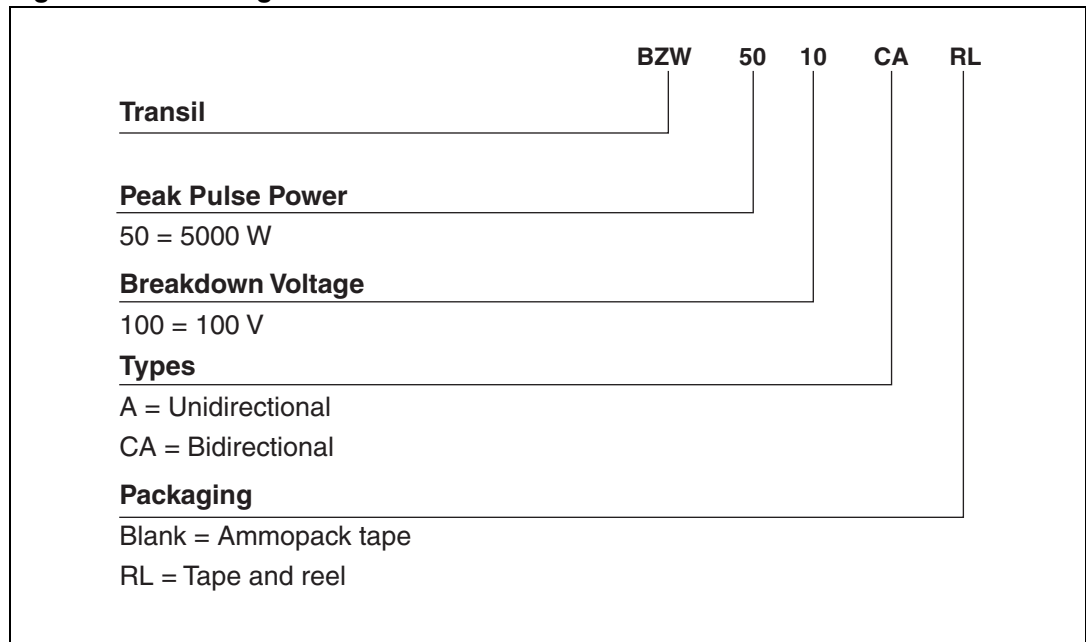 BZW 50 10 CA RL
Transil
Peak Pulse Power
50 = 5000 W
Breakdown Voltage
100 = 100 V
Types
A = Unidirectional
CA = Bidirectional
Packaging
Blank = Ammopack tape
RL = Tape and reel